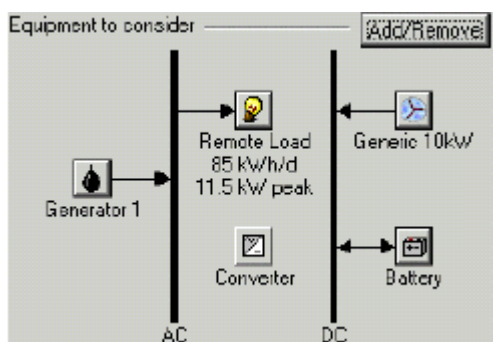 Equipment to consider
Add/Remove
Remote Load
85 kWh/d
11.5 kW peak
Generic 10kW
Generator 1
Converter
Battery
AC
DC